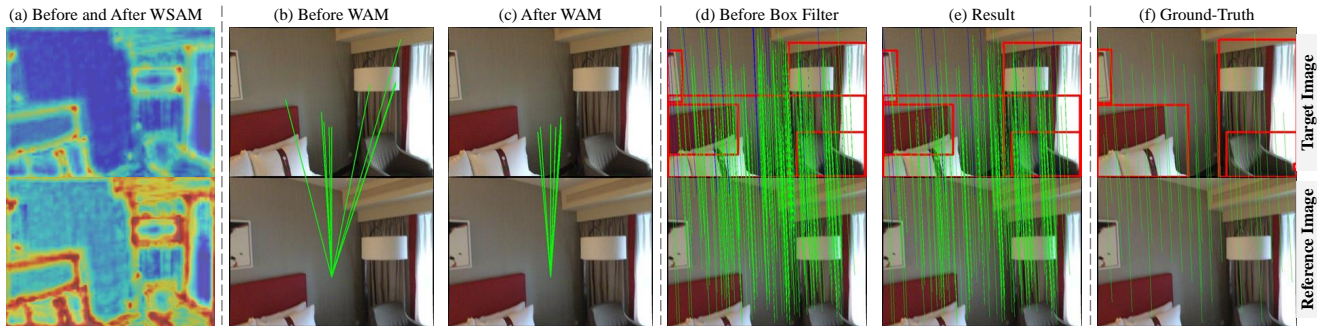 (a) Before and After WSAM
(b) Before WAM
(c) After WAM
(d) Before Box Filter
(e) Result
(f) Ground-Truth
Target Image
Reference Image